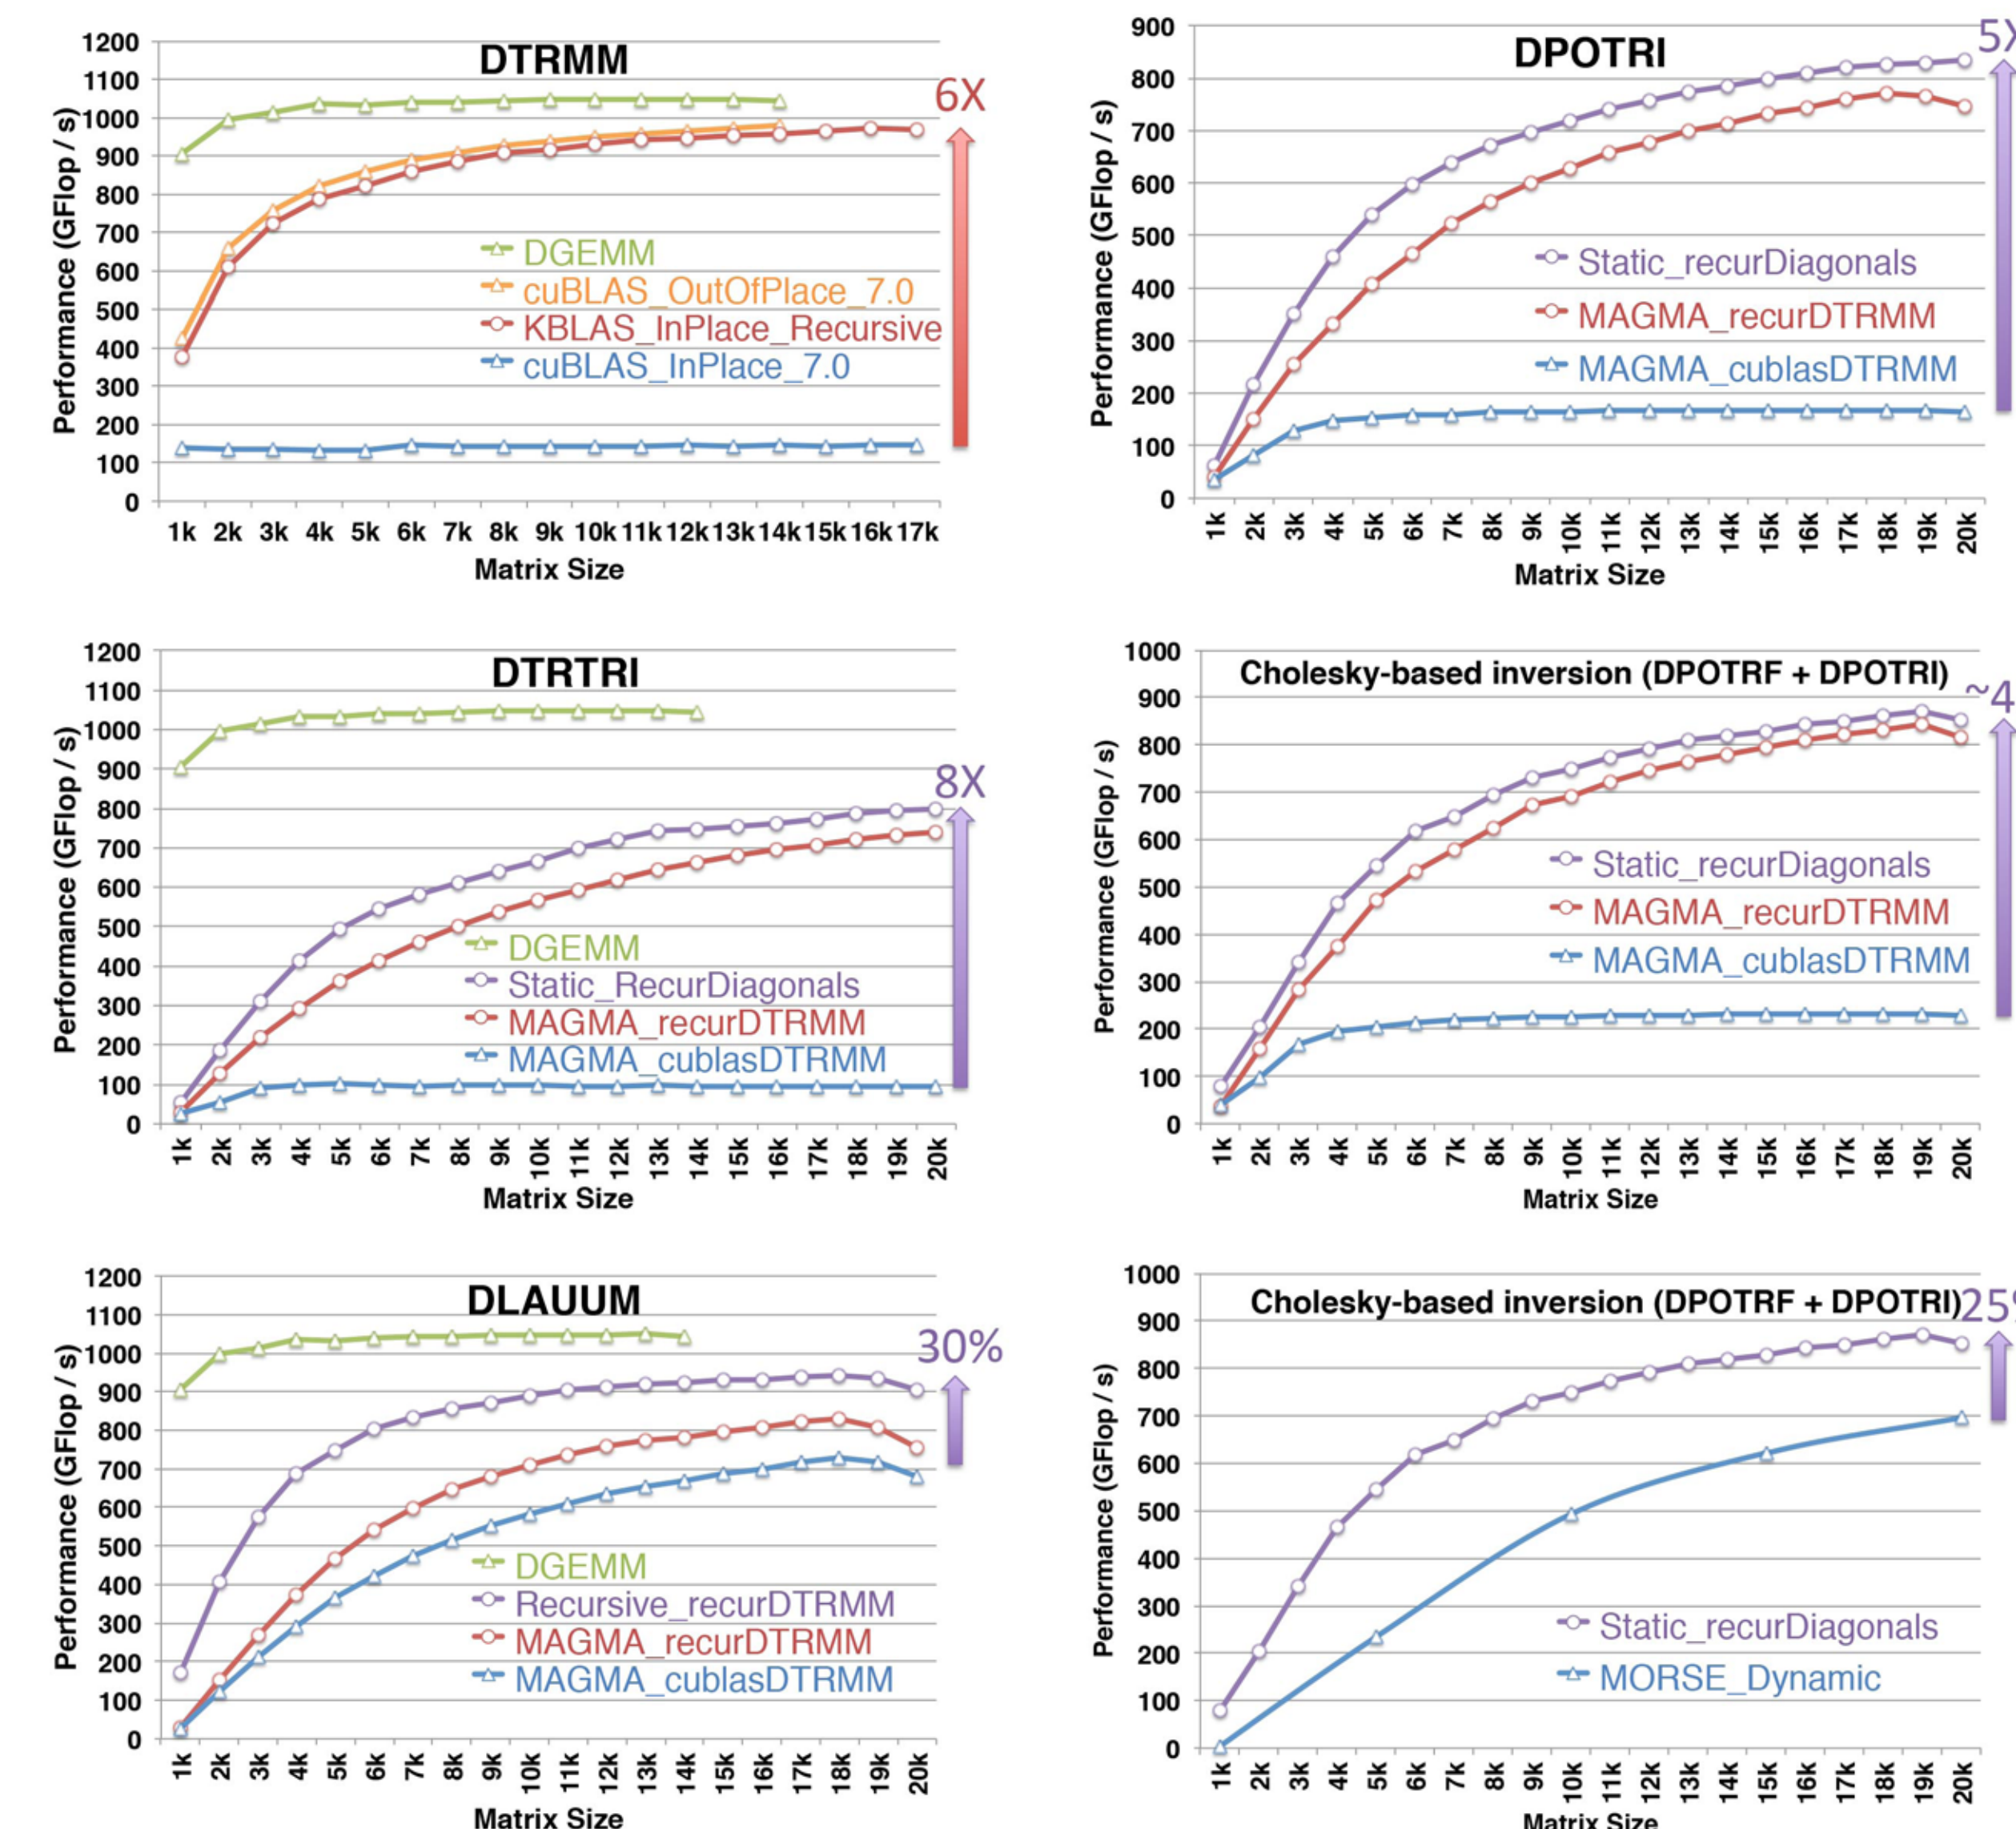 DTRMM
6X
Performance (GFlop / s)
1200
1100
1000
900
800
700
600
500
400
300
200
100
0
DGEMM
cuBLAS_OutOfPlace_7.0
KBLAS_InPlace_Recursive
cuBLAS_InPlace_7.0
1k 2k 3k 4k 5k 6k 7k 8k 9k 10k 11k 12k 13k 14k 15k 16k 17k
Matrix Size
DPOTRI
5X
Performance (GFlop / s)
900
800
700
600
500
400
300
200
100
0
Static_recurDiagonals
MAGMA_recurDTRMM
MAGMA_cublasDTRMM
1k 2k 3k 4k 5k 6k 7k 8k 9k 10k 11k 12k 13k 14k 15k 16k 17k 18k 19k 20k
Matrix Size
DTRTRI
8X
Performance (GFlop / s)
1200
1100
1000
900
800
700
600
500
400
300
200
100
0
DGEMM
Static_RecurDiagonals
MAGMA_recurDTRMM
MAGMA_cublasDTRMM
1k 2k 3k 4k 5k 6k 7k 8k 9k 10k 11k 12k 13k 14k 15k 16k 17k 18k 19k 20k
Matrix Size
Cholesky-based inversion (DPOTRF + DPOTRI)
~4
Performance (GFlop / s)
1000
900
800
700
600
500
400
300
200
100
0
Static_recurDiagonals
MAGMA_recurDTRMM
MAGMA_cublasDTRMM
1k 2k 3k 4k 5k 6k 7k 8k 9k 10k 11k 12k 13k 14k 15k 16k 17k 18k 19k 20k
Matrix Size
DLAUUM
30%
Performance (GFlop / s)
1200
1100
1000
900
800
700
600
500
400
300
200
100
0
DGEMM
Recursive_recurDTRMM
MAGMA_recurDTRMM
MAGMA_cublasDTRMM
1k 2k 3k 4k 5k 6k 7k 8k 9k 10k 11k 12k 13k 14k 15k 16k 17k 18k 19k 20k
Matrix Size
Cholesky-based inversion (DPOTRF + DPOTRI)
25%
Performance (GFlop / s)
1000
900
800
700
600
500
400
300
200
100
0
Static_recurDiagonals
MORSE_Dynamic
1k 2k 3k 4k 5k 6k 7k 8k 9k 10k 11k 12k 13k 14k 15k 16k 17k 18k 19k 20k
Matrix Size